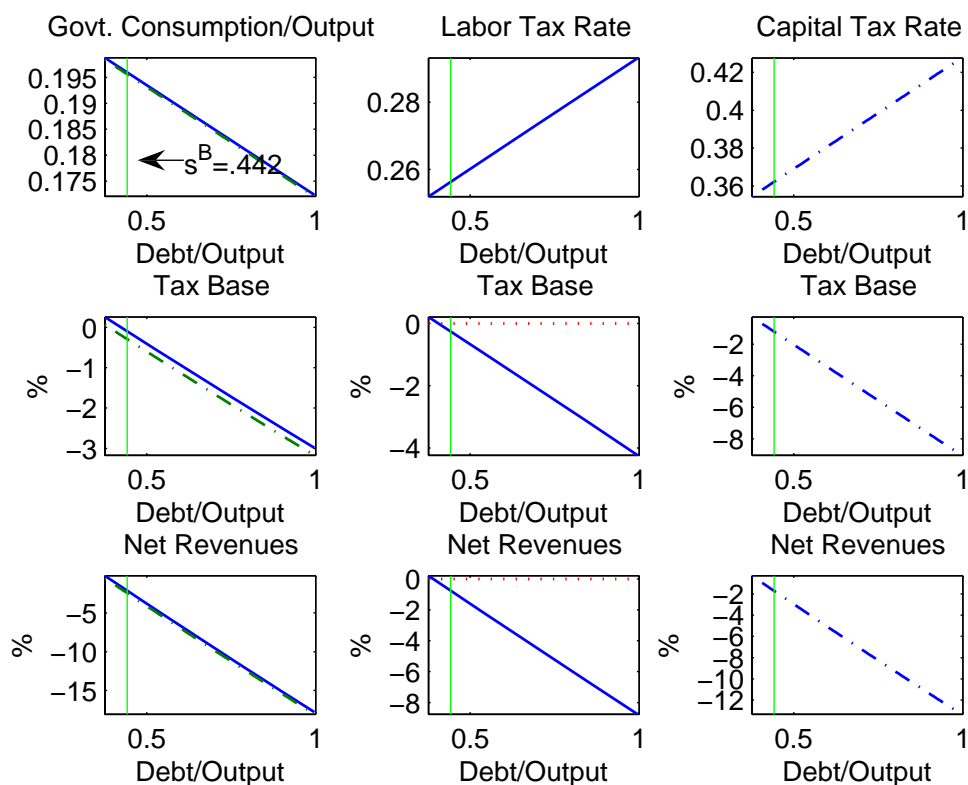 Govt. Consumption/Output
Labor Tax Rate
Capital Tax Rate
0.195
0.19
0.185
0.18
0.175
s^B=.442
0.28
0.26
0.42
0.4
0.38
0.36
0.5 1
0.5 1
0.5 1
Debt/Output
Debt/Output
Debt/Output
Tax Base
Tax Base
Tax Base
0
−1
−2
−3
%
0
−2
−4
%
−2
−4
−6
−8
%
0.5 1
0.5 1
0.5 1
Debt/Output
Debt/Output
Debt/Output
Net Revenues
Net Revenues
Net Revenues
−5
−10
−15
%
0
−2
−4
−6
−8
%
−2
−4
−6
−8
−10
−12
%
0.5 1
0.5 1
0.5 1
Debt/Output
Debt/Output
Debt/Output